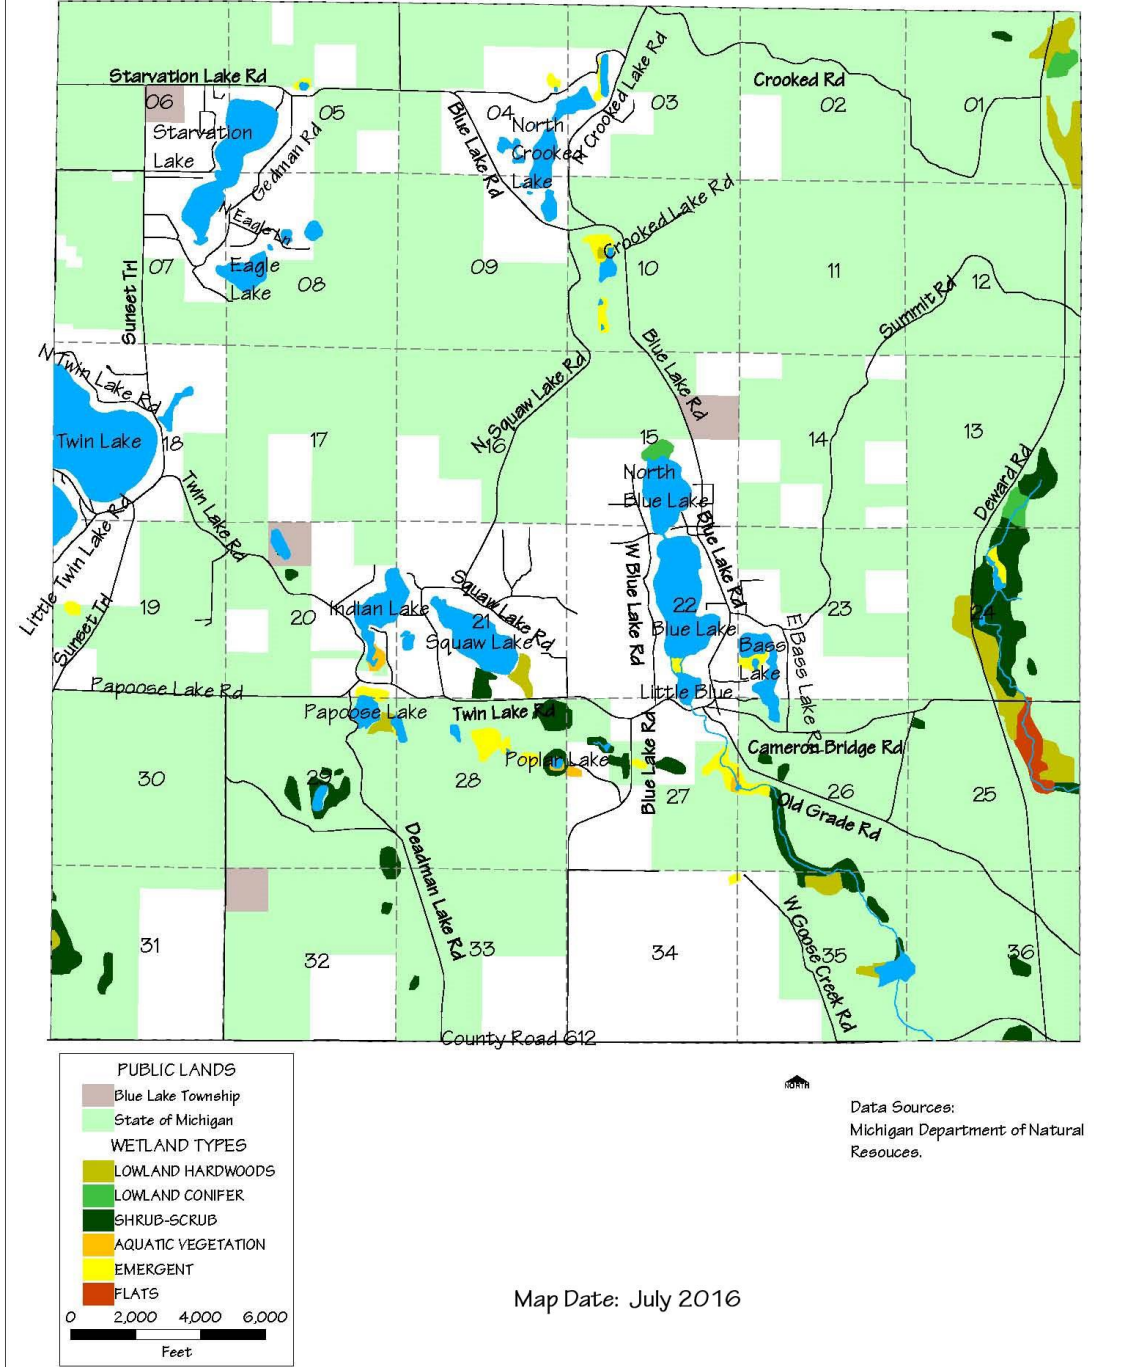 Starvation Lake Rd
Crooked Rd
N Crooked Lake Rd
06
05
04
03
02
01
Starvation
Lake
Gedman Rd
Blue Lake Rd
North
Crooked
Lake
N Eagle Ln
Crooked Lake Rd
Sunset Trl
07
Eagle
Lake
08
09
10
11
12
Summit Rd
N Twin Lake Rd
Twin Lake
18
17
N. Squaw Lake Rd
16
Blue Lake Rd
15
14
13
North
Blue Lake
Deward Rd
Twin Lake Rd
Little Twin Lake Rd
Sunset Trl
19
20
Indian Lake
Squaw Lake Rd
21
Squaw Lake
W Blue Lake Rd
Blue Lake Rd
22
Blue Lake
Bass
Lake
E Bass Lake Rd
23
24
Little Blue
Papoose Lake Rd
Papoose Lake
Twin Lake Rd
Blue Lake Rd
Cameron Bridge Rd
30
29
28
Poplar Lake
27
26
25
Old Grade Rd
Deadman Lake Rd
W Goose Creek Rd
31
32
33
34
35
36
County Road 612
PUBLIC LANDS
Blue Lake Township
State of Michigan
WETLAND TYPES
LOWLAND HARDWOODS
LOWLAND CONIFER
SHRUB-SCRUB
AQUATIC VEGETATION
EMERGENT
FLATS
0 2,000 4,000 6,000
Feet
NORTH
Data Sources:
Michigan Department of Natural
Resouces.
Map Date: July 2016